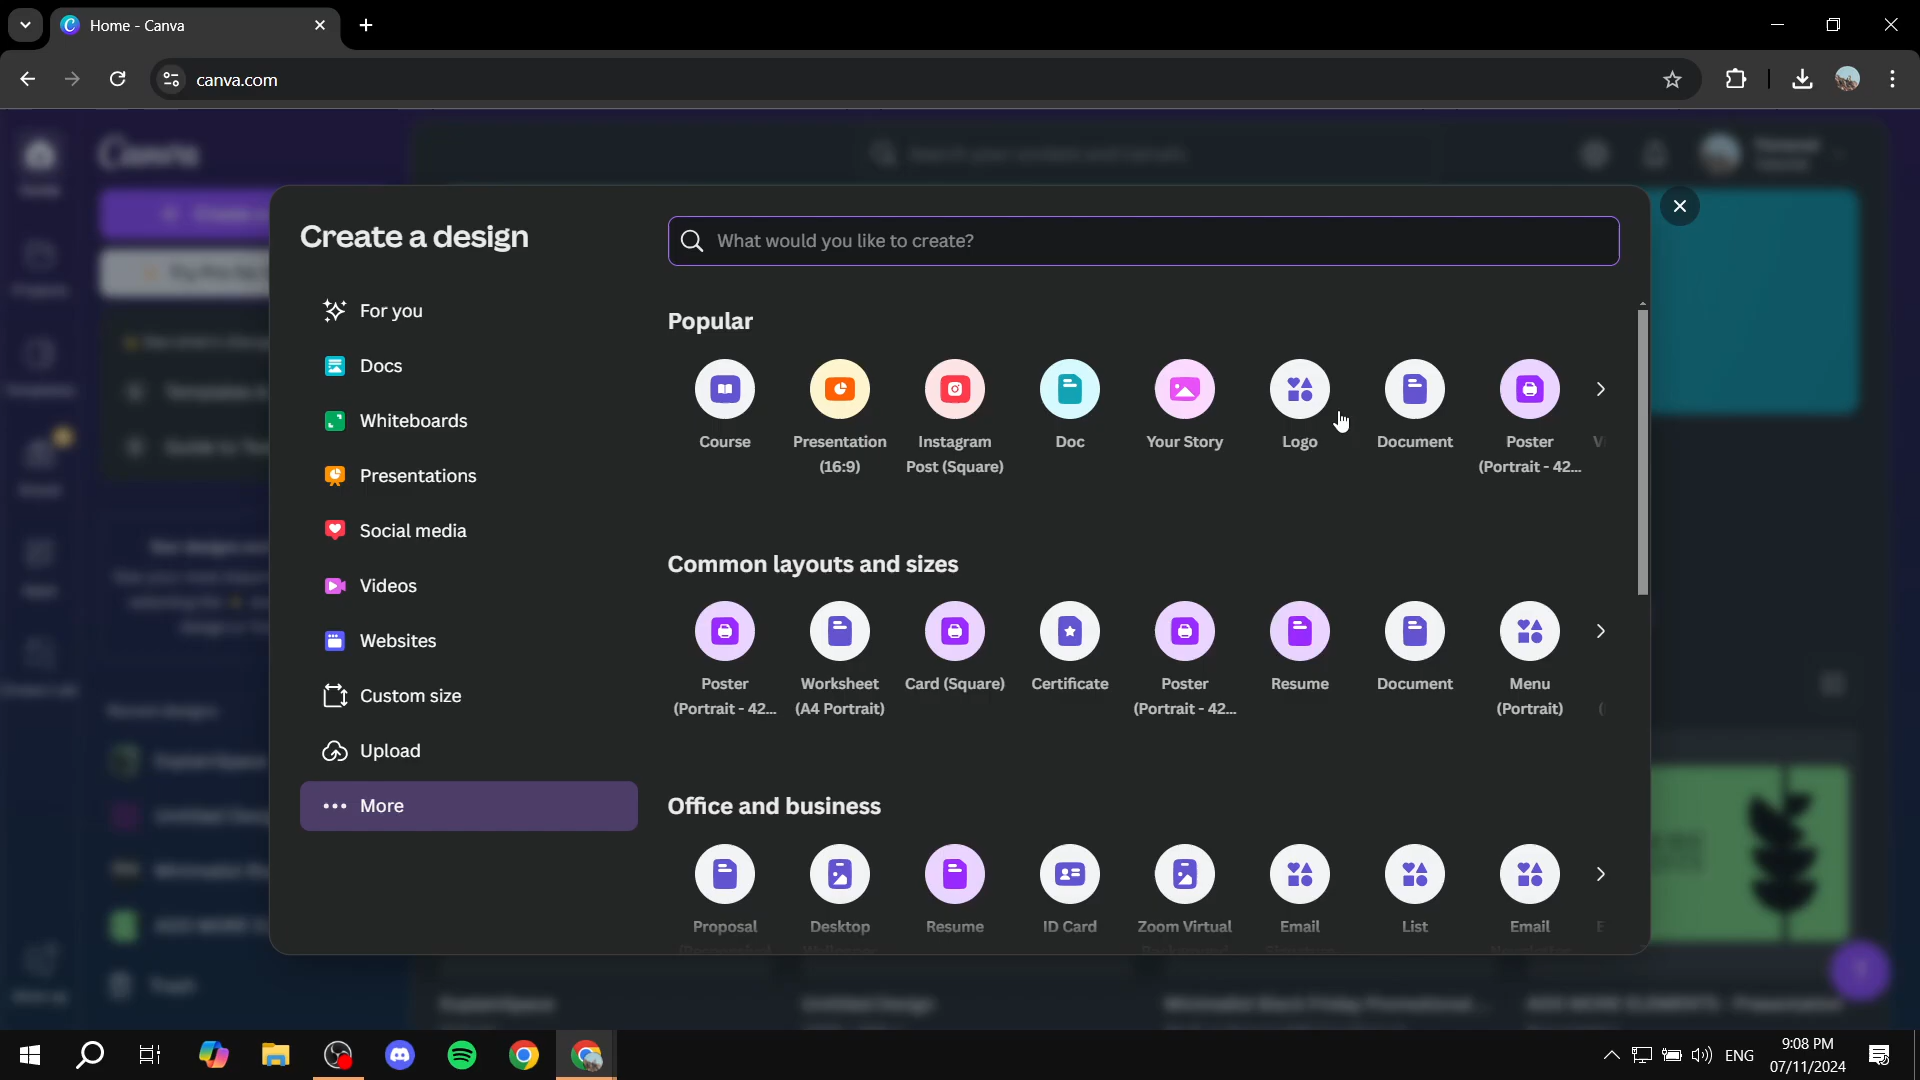 Home - Canva
canva.com
Canva
Create a design
What would you like to create?
For you
Docs
Whiteboards
Presentations
Social media
Videos
Websites
Custom size
Upload
More
Popular
Course
Presentation
(16:9)
Instagram
Post (Square)
Doc
Your Story
Logo
Document
Poster
(Portrait - 42...
Common layouts and sizes
Poster
(Portrait - 42...
Worksheet
(A4 Portrait)
Card (Square)
Certificate
Poster
(Portrait - 42...
Resume
Document
Menu
(Portrait)
Office and business
Proposal
Desktop
Resume
ID Card
Zoom Virtual
Background
Email
List
Email
Trash
ENG
9:08 PM
07/11/2024